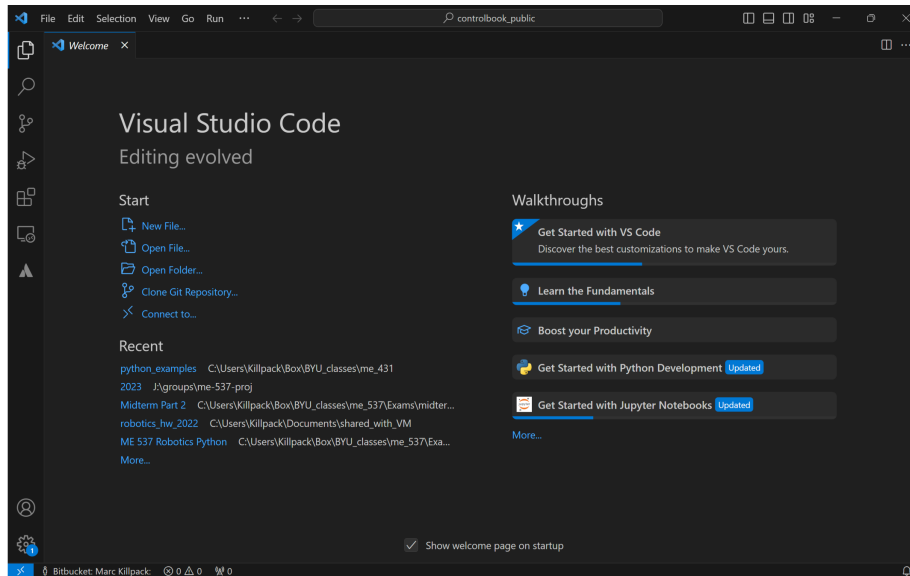 File Edit Selection View Go Run ··· controlbook_public
Welcome
Visual Studio Code
Editing evolved
Start
New File...
Open File...
Open Folder...
Clone Git Repository...
Connect to...
Recent
python_examples C:\Users\Killpack\Box\BYU_classes\me_431
2023 J:\groups\me-537-proj
Midterm Part 2 C:\Users\Killpack\Box\BYU_classes\me_537\Exams\midter...
robotics_hw_2022 C:\Users\Killpack\Documents\shared_with_VM
ME 537 Robotics Python C:\Users\Killpack\Box\BYU_classes\me_537\Exa...
More...
Walkthroughs
Get Started with VS Code
Discover the best customizations to make VS Code yours.
Learn the Fundamentals
Boost your Productivity
Get Started with Python Development Updated
Get Started with Jupyter Notebooks Updated
More...
Show welcome page on startup
1
Bitbucket: Marc Killpack: 0 0 0